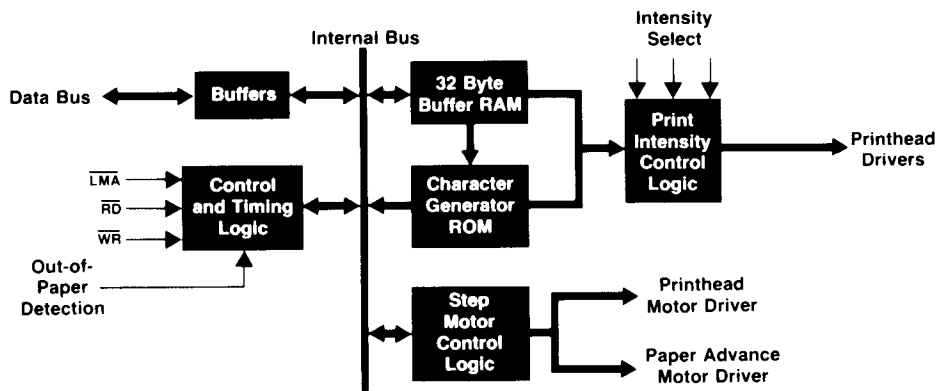 Intensity
Select
Internal Bus
Data Bus
Buffers
32 Byte
Buffer RAM
Print
Intensity
Control
Logic
Printhead
Drivers
LMA
RD
WR
Control
and Timing
Logic
Character
Generator
ROM
Out-of-
Paper
Detection
Step
Motor
Control
Logic
Printhead
Motor Driver
Paper Advance
Motor Driver